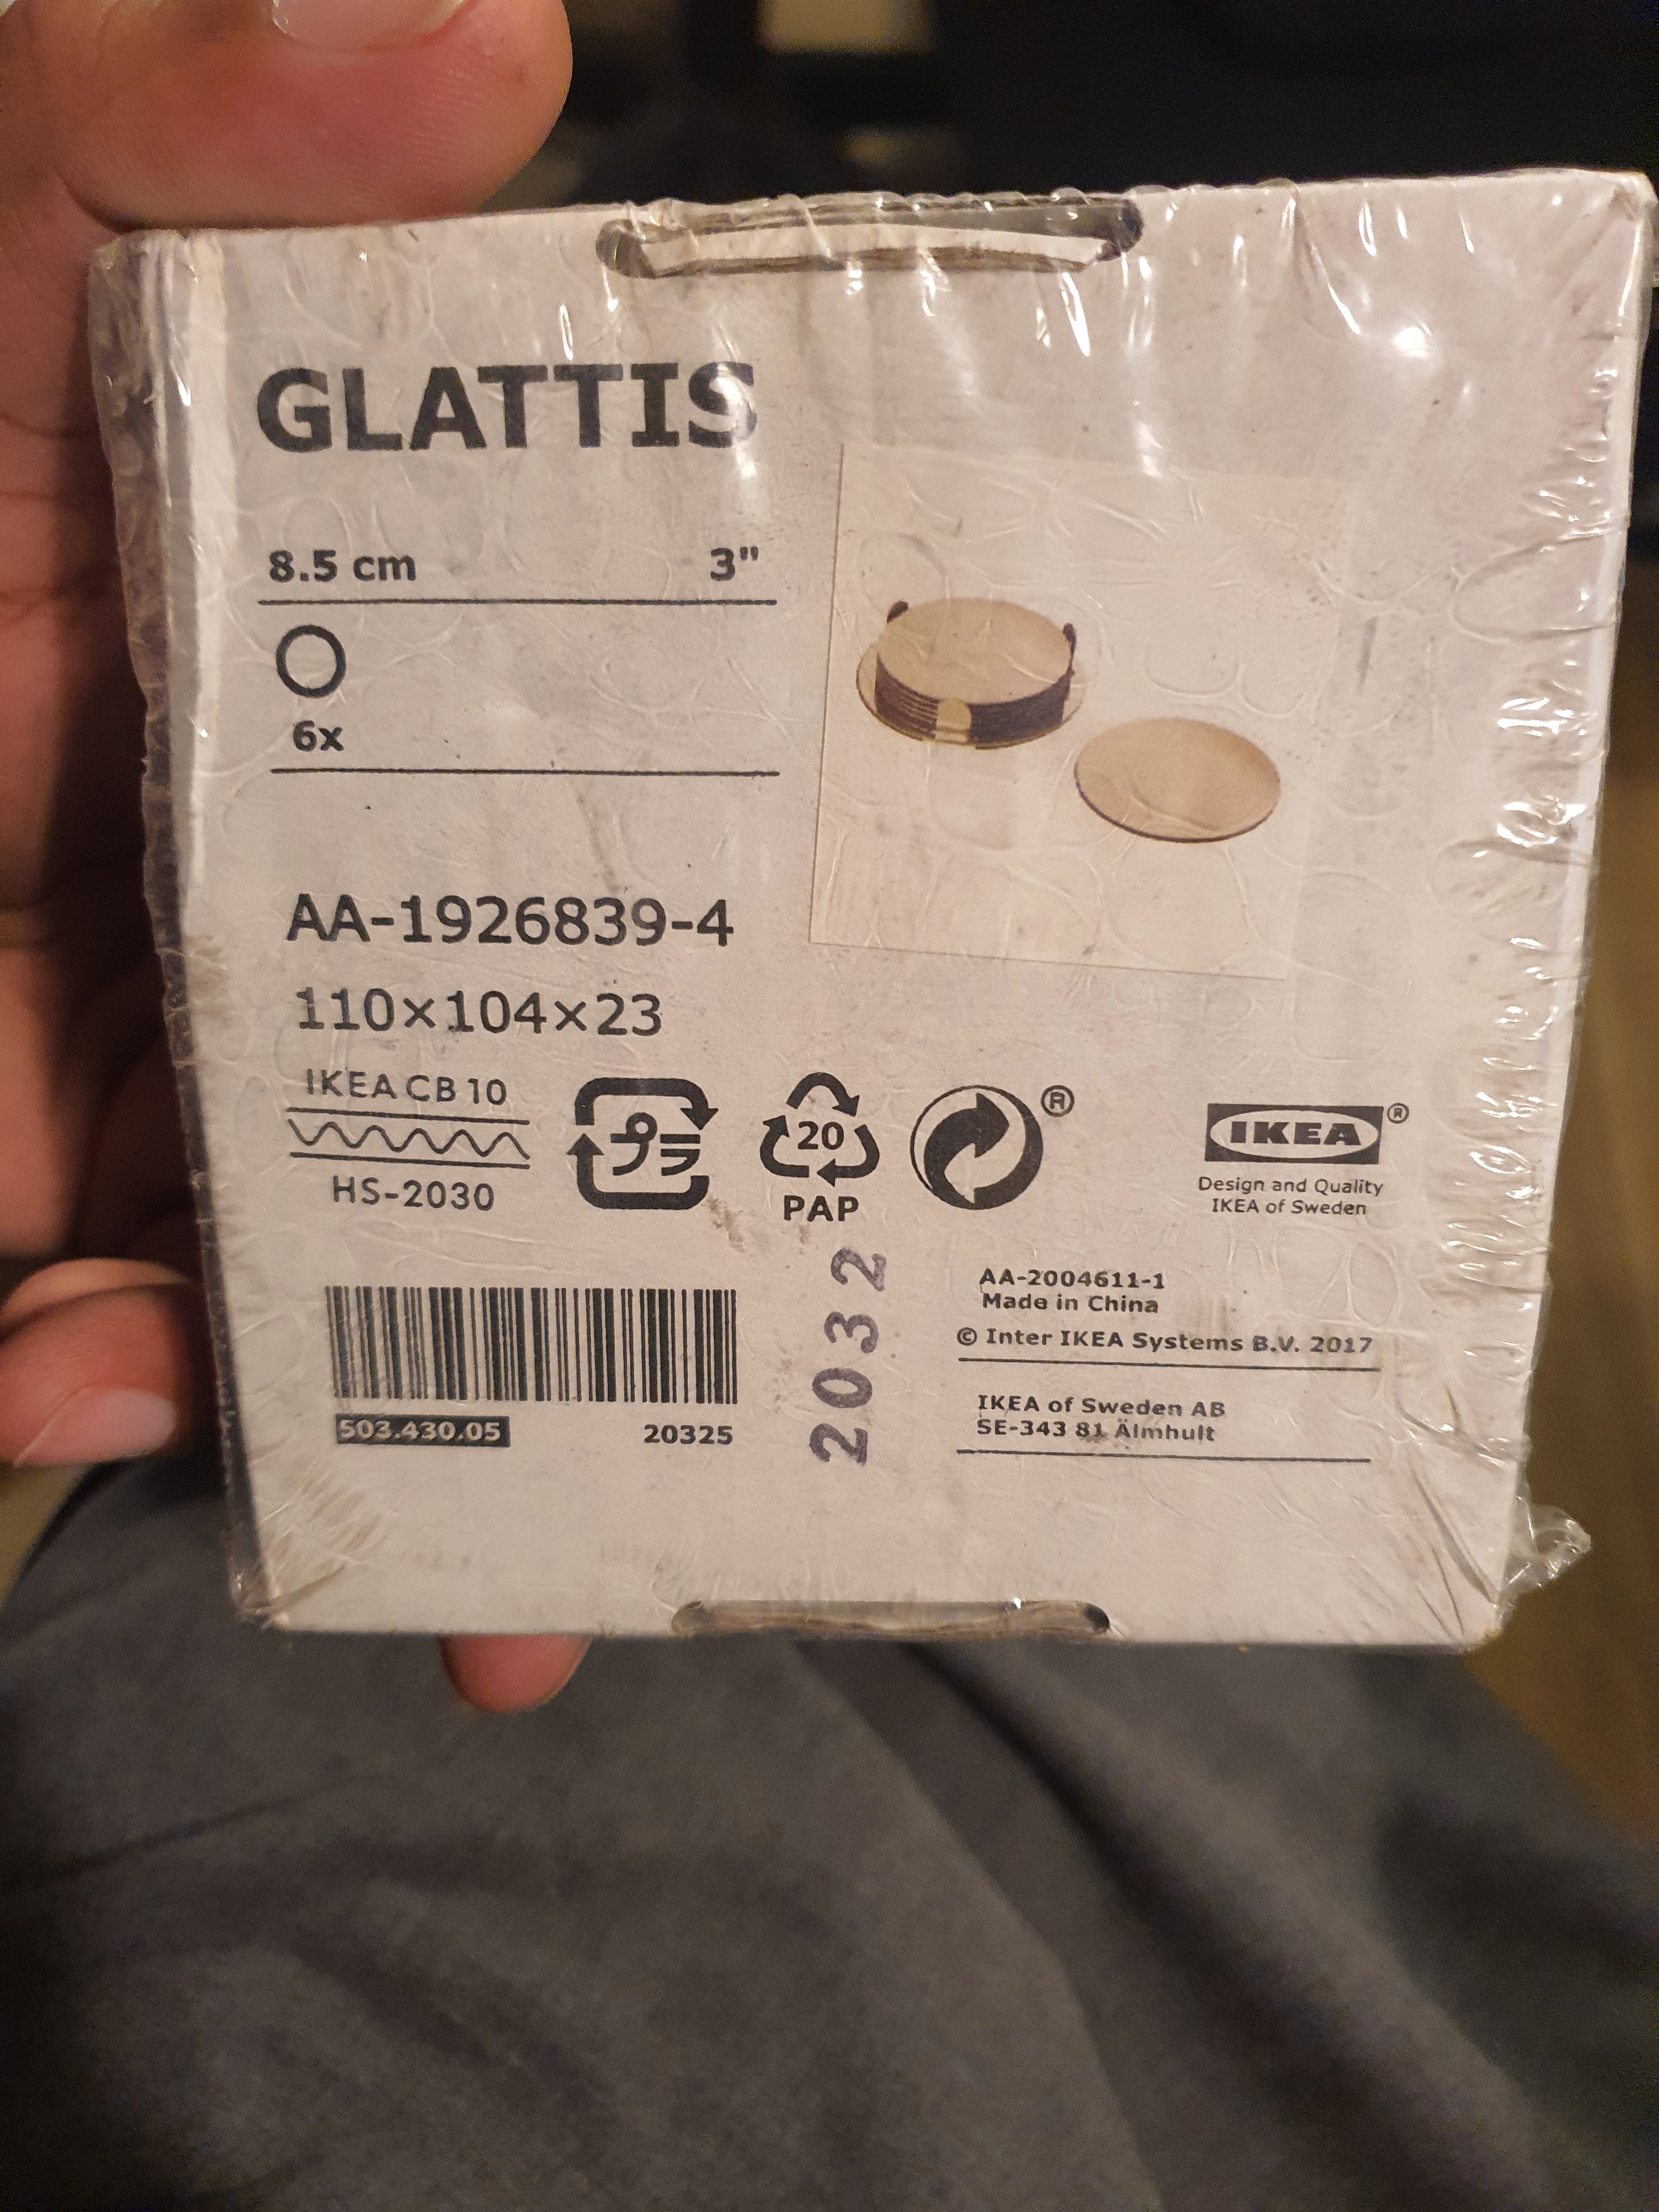 GLATTIS
8.5 cm 3"
6x
AA-1926839-4
110×104×23
IKEA CB 10
HS-2030
プラ
20
PAP
®
IKEA ®
Design and Quality
IKEA of Sweden
503.430.05 20325
2032
AA-2004611-1
Made in China
© Inter IKEA Systems B.V. 2017
IKEA of Sweden AB
SE-343 81 Älmhult